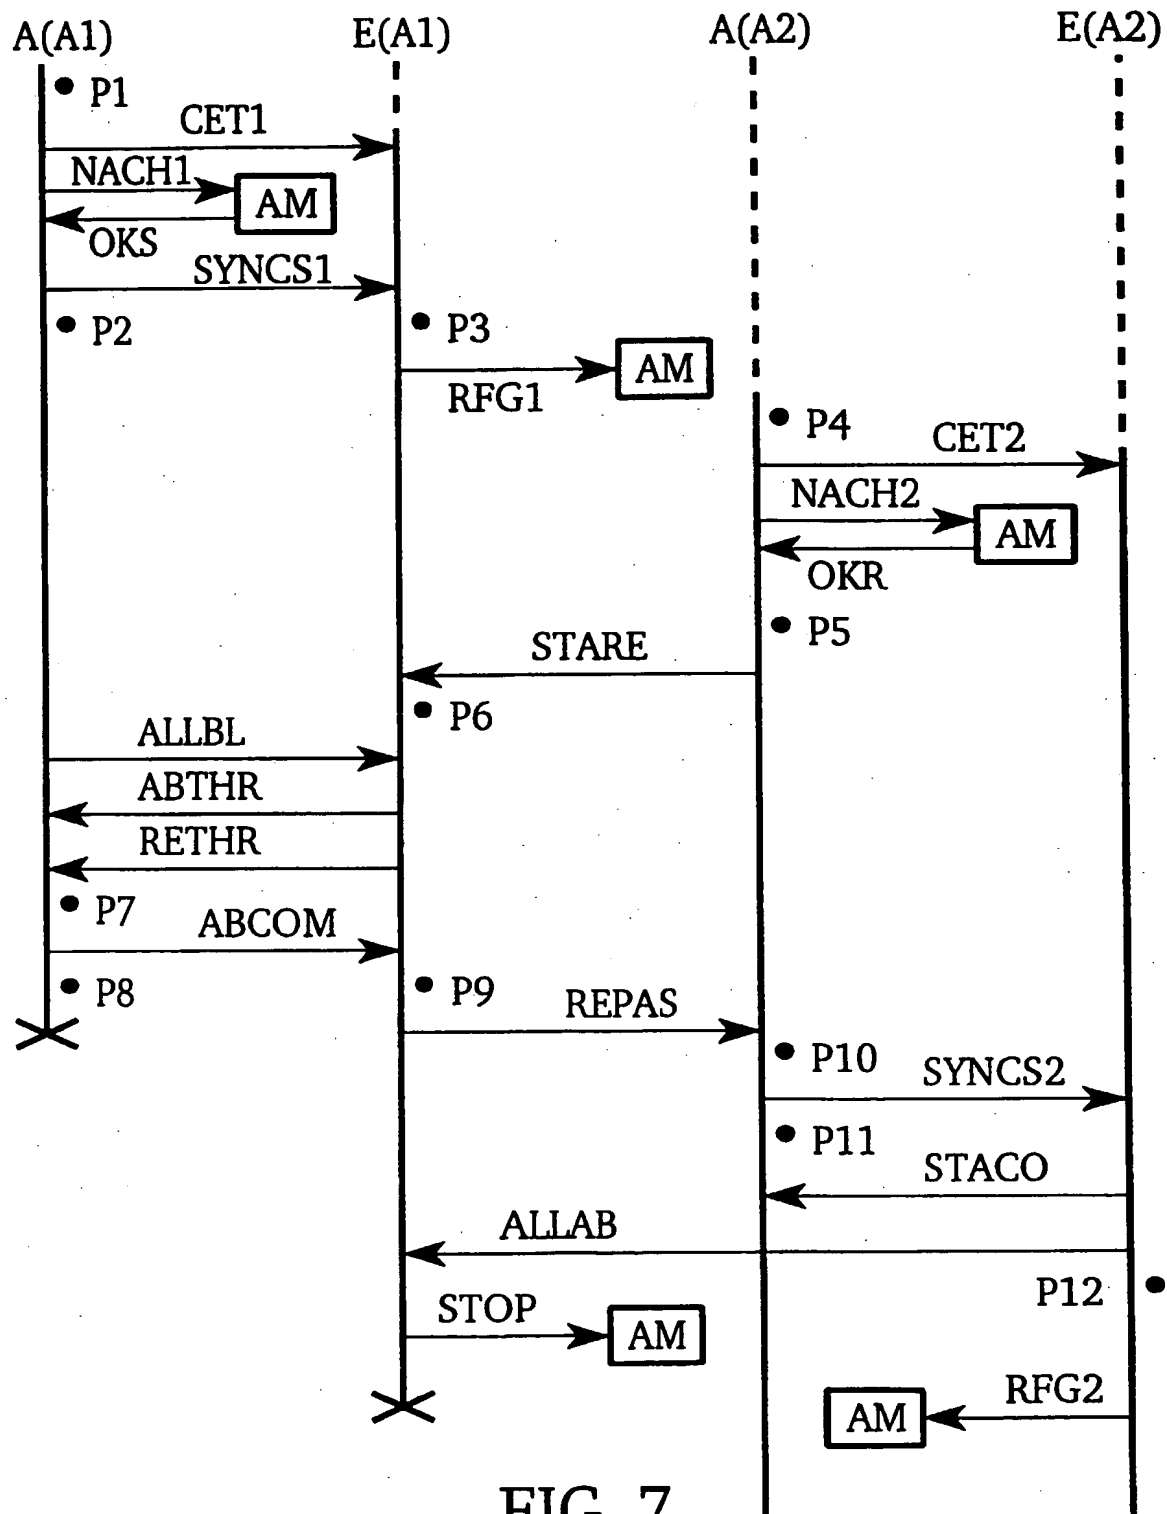 A(A1) E(A1) A(A2) E(A2)
P1
CET1
NACH1
AM
OKS
SYNCS1
P2
P3
AM
RFG1
P4
CET2
NACH2
AM
OKR
P5
STARE
P6
ALLBL
ABTHR
RETHR
P7
ABCOM
P8
P9
REPAS
P10
SYNCS2
P11
STACO
ALLAB
P12
STOP
AM
RFG2
AM
FIG. 7